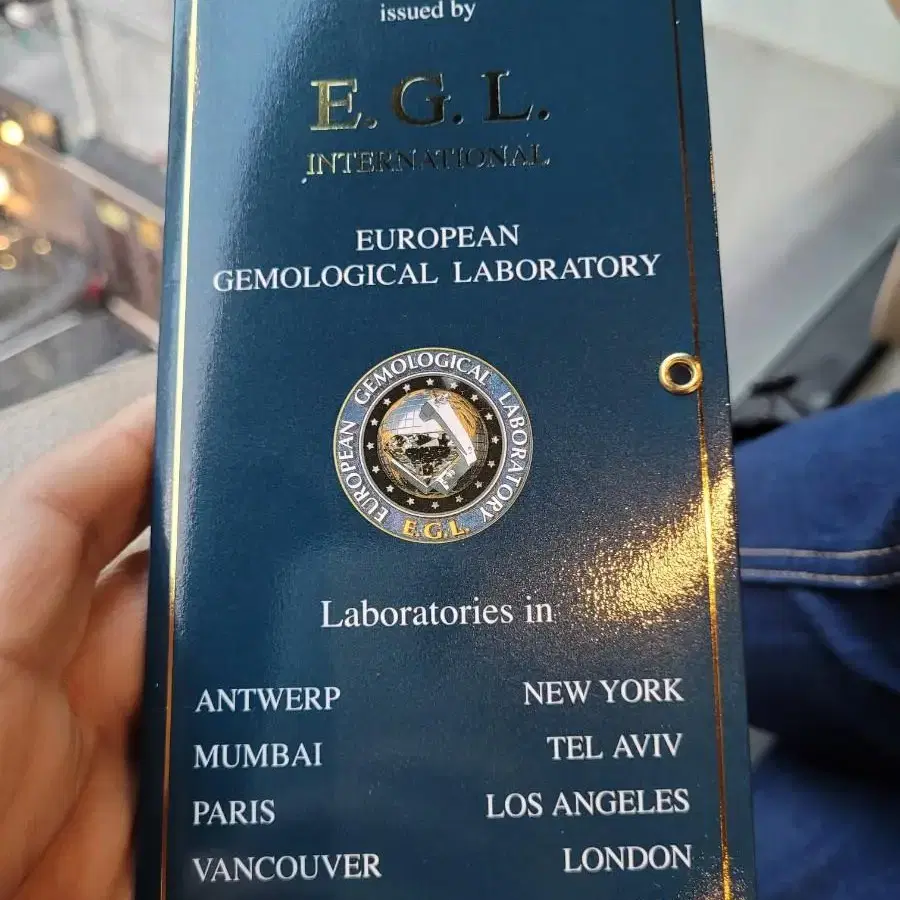 issued by
E. G. L.
INTERNATIONAL
EUROPEAN
GEMOLOGICAL LABORATORY
EUROPEAN GEMOLOGICAL LABORATORY
E.G.L.
Laboratories in
ANTWERP NEW YORK
MUMBAI TEL AVIV
PARIS LOS ANGELES
VANCOUVER LONDON